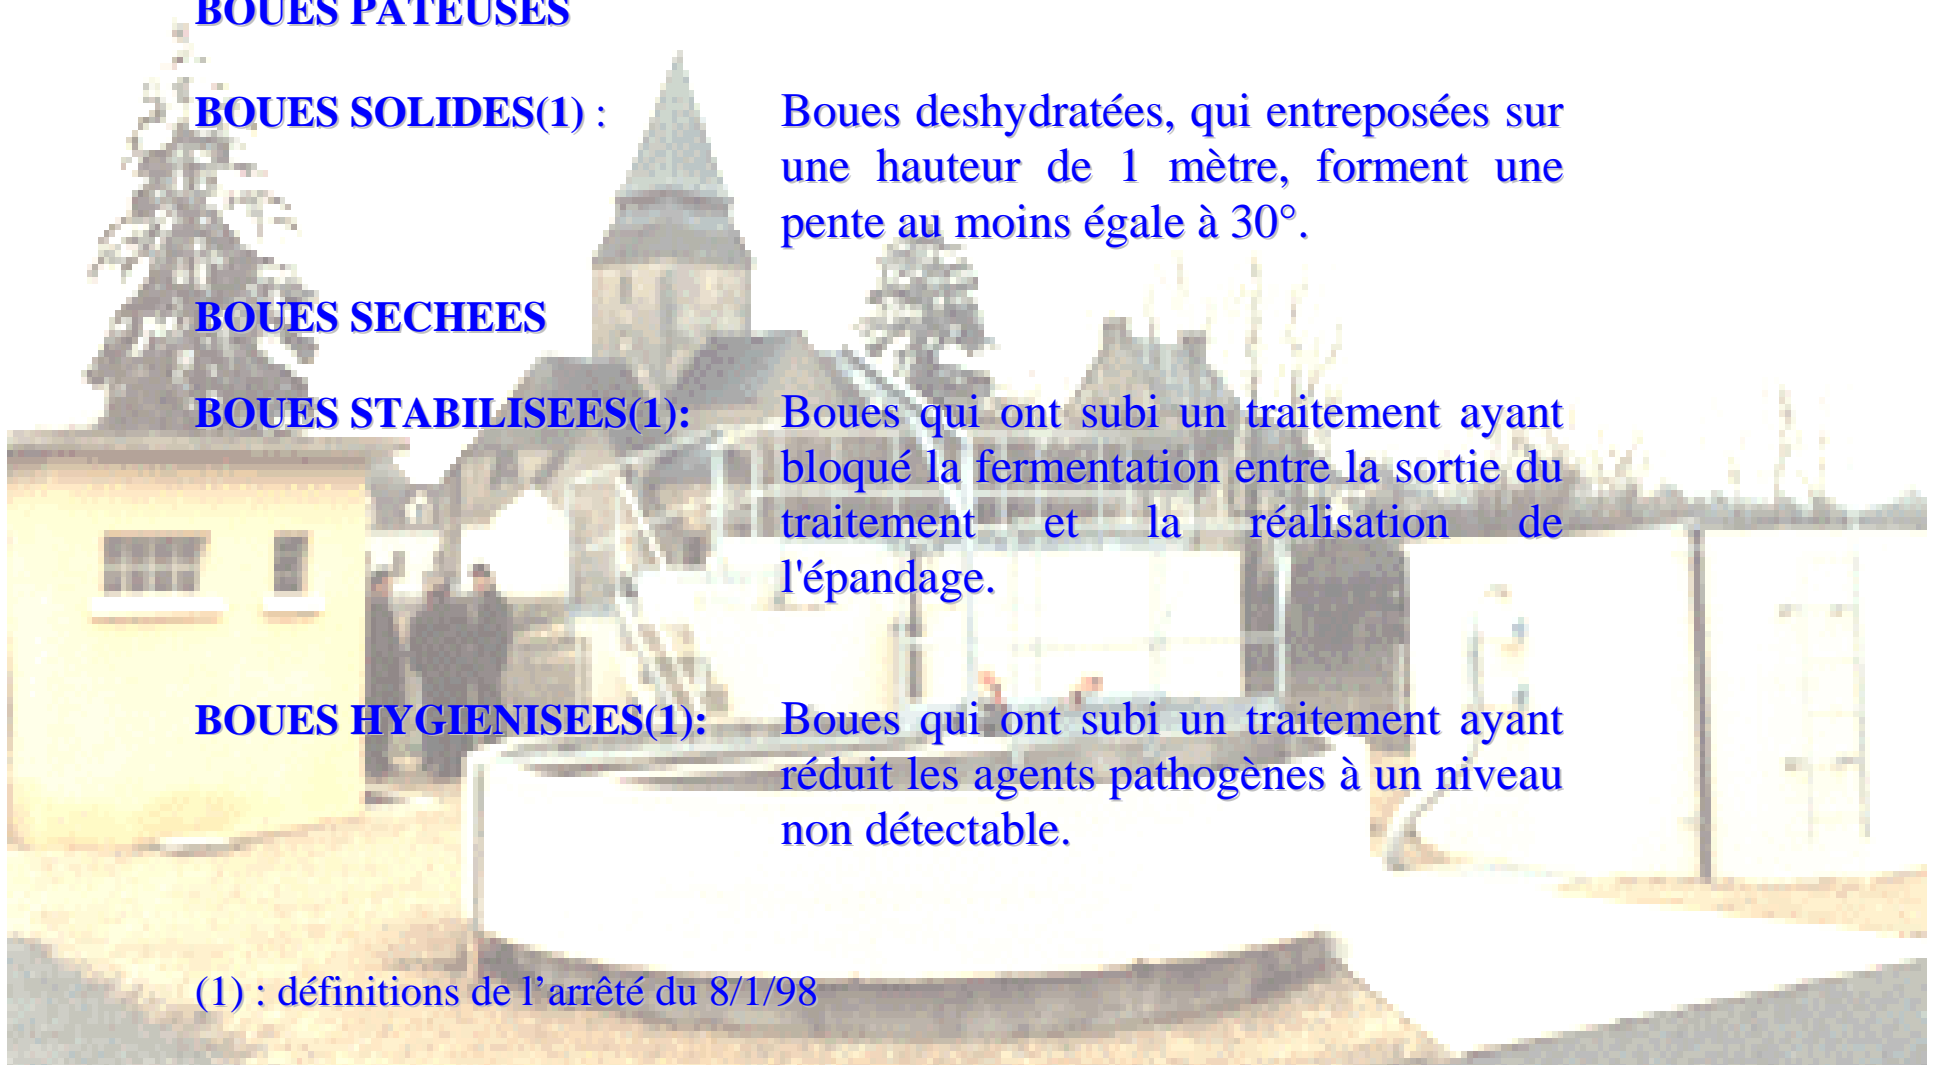 BOUES PATEUSES
BOUES SOLIDES(1) :
Boues deshydratées, qui entreposées sur
une hauteur de 1 mètre, forment une
pente au moins égale à 30°.
BOUES SECHEES
BOUES STABILISEES(1):
Boues qui ont subi un traitement ayant
bloqué la fermentation entre la sortie du
traitement et la réalisation de
l'épandage.
BOUES HYGIENISEES(1):
Boues qui ont subi un traitement ayant
réduit les agents pathogènes à un niveau
non détectable.
(1) : définitions de l’arrêté du 8/1/98